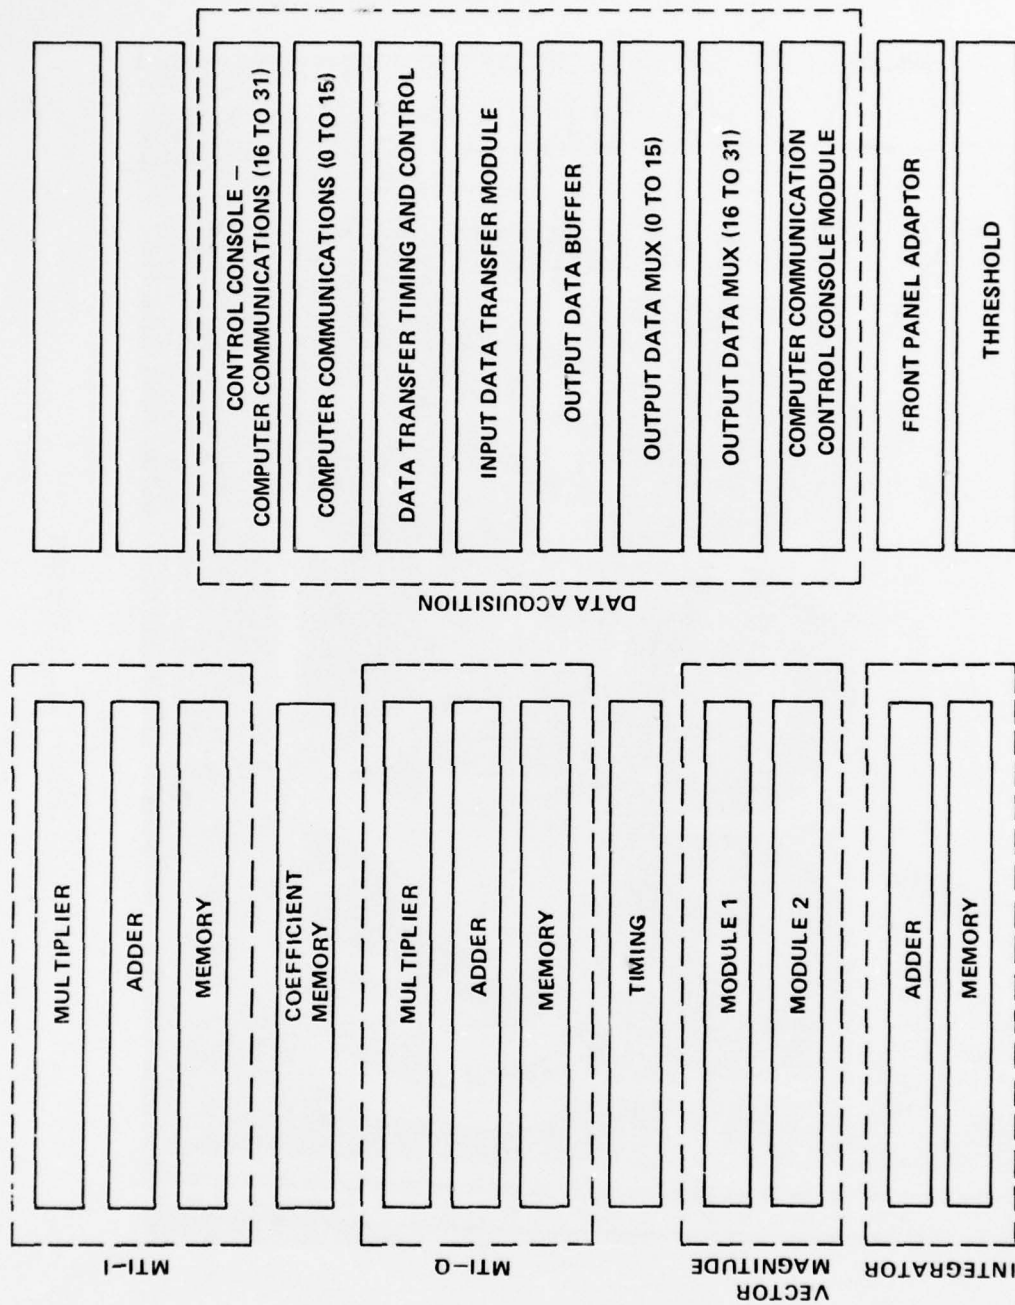 MTI-I
MULTIPLIER
ADDER
MEMORY
COEFFICIENT
MEMORY
MTI-Q
MULTIPLIER
ADDER
MEMORY
TIMING
VECTOR
MAGNITUDE
MODULE 1
MODULE 2
INTEGRATOR
ADDER
MEMORY
DATA ACQUISITION
CONTROL CONSOLE –
COMPUTER COMMUNICATIONS (16 TO 31)
COMPUTER COMMUNICATIONS (0 TO 15)
DATA TRANSFER TIMING AND CONTROL
INPUT DATA TRANSFER MODULE
OUTPUT DATA BUFFER
OUTPUT DATA MUX (0 TO 15)
OUTPUT DATA MUX (16 TO 31)
COMPUTER COMMUNICATION
CONTROL CONSOLE MODULE
FRONT PANEL ADAPTOR
THRESHOLD